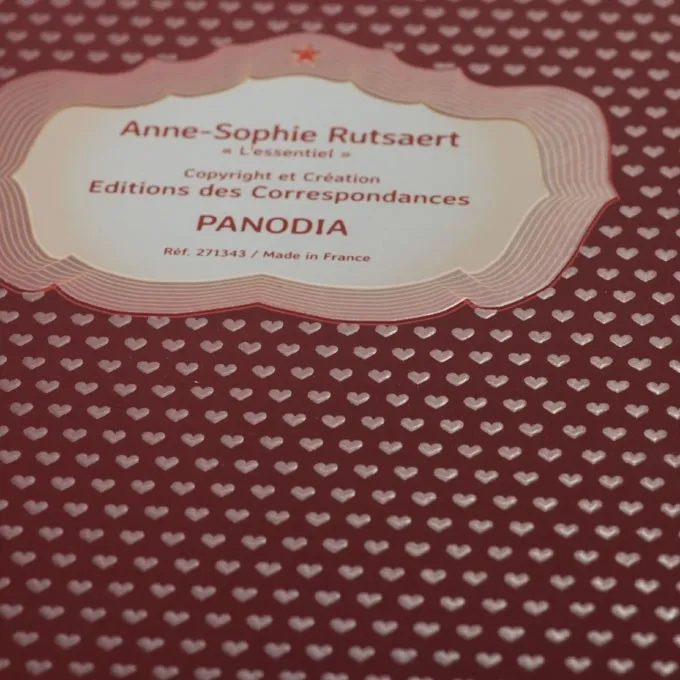 Anne-Sophie Rutsaert
« L'essentiel »
Copyright et Création
Editions des Correspondances
PANODIA
Réf. 271343 / Made in France